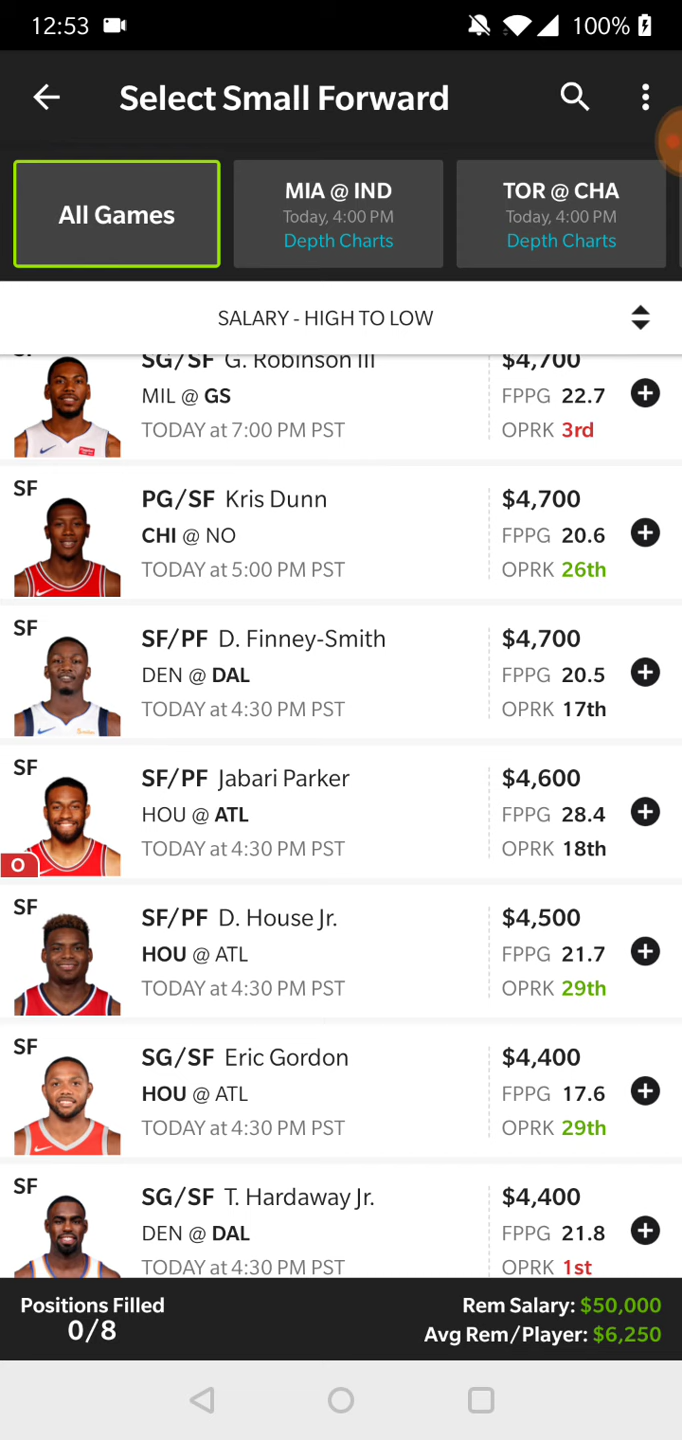 12:53
100%
Select Small Forward
All Games
MIA @ IND
Today, 4:00 PM
Depth Charts
TOR @ CHA
Today, 4:00 PM
Depth Charts
SALARY - HIGH TO LOW
SG/SF G. Robinson III
$4,700
MIL @ GS
FPPG 22.7
TODAY at 7:00 PM PST
OPRK 3rd
SF
PG/SF Kris Dunn
$4,700
CHI @ NO
FPPG 20.6
TODAY at 5:00 PM PST
OPRK 26th
SF
SF/PF D. Finney-Smith
$4,700
DEN @ DAL
FPPG 20.5
TODAY at 4:30 PM PST
OPRK 17th
SF
SF/PF Jabari Parker
$4,600
HOU @ ATL
FPPG 28.4
TODAY at 4:30 PM PST
OPRK 18th
O
SF
SF/PF D. House Jr.
$4,500
HOU @ ATL
FPPG 21.7
TODAY at 4:30 PM PST
OPRK 29th
SF
SG/SF Eric Gordon
$4,400
HOU @ ATL
FPPG 17.6
TODAY at 4:30 PM PST
OPRK 29th
SF
SG/SF T. Hardaway Jr.
$4,400
DEN @ DAL
FPPG 21.8
TODAY at 4:30 PM PST
OPRK 1st
Positions Filled
0/8
Rem Salary: $50,000
Avg Rem/Player: $6,250